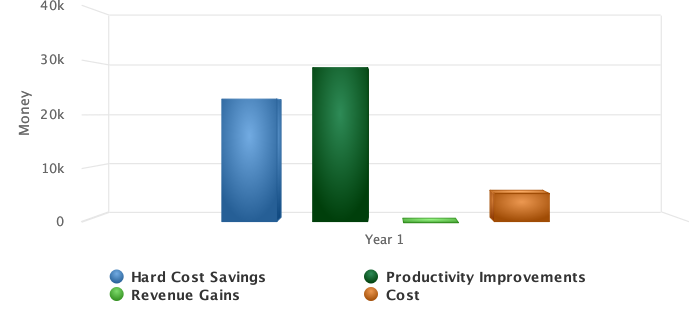 40k
30k
20k
10k
0
Money
Year 1
Hard Cost Savings
Productivity Improvements
Revenue Gains
Cost